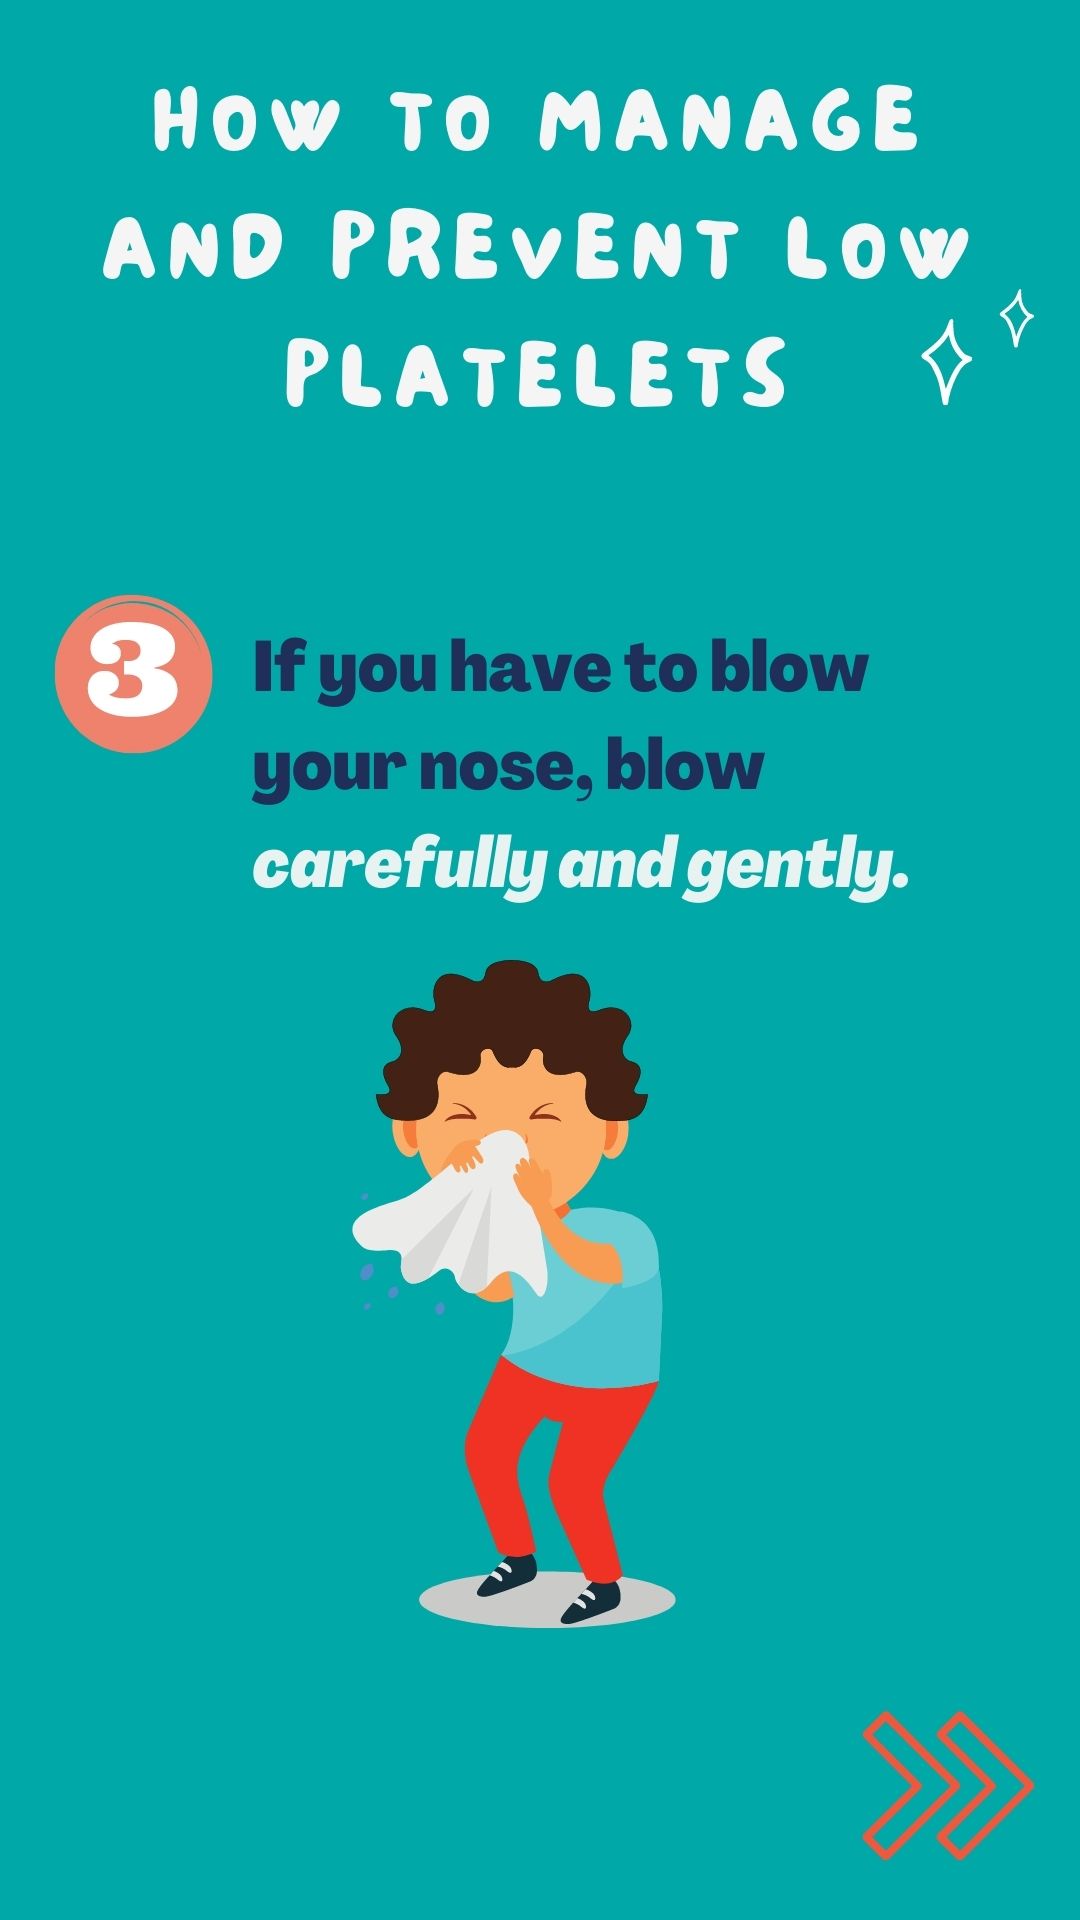 HOW TO MANAGE
AND PREVENT LOW
PLATELETS
3
If you have to blow
your nose, blow
carefully and gently.